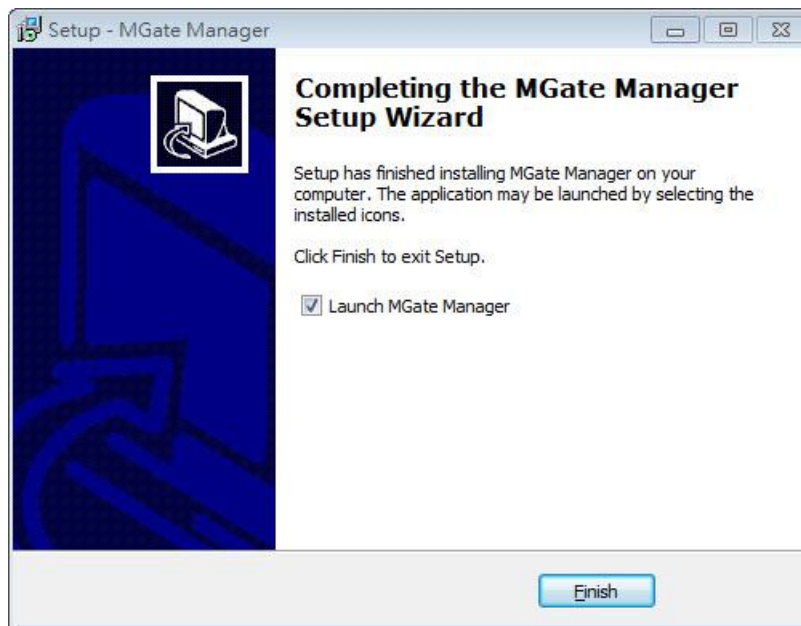 Setup - MGate Manager
Completing the MGate Manager
Setup Wizard
Setup has finished installing MGate Manager on your
computer. The application may be launched by selecting the
installed icons.
Click Finish to exit Setup.
Launch MGate Manager
Finish